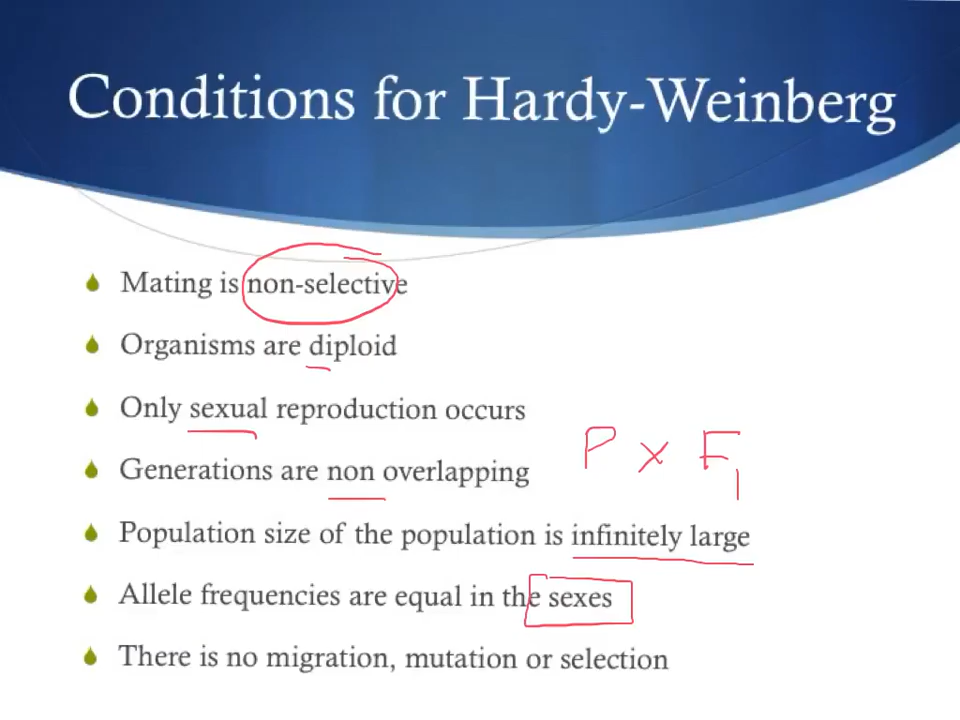 Conditions for Hardy-Weinberg
Mating is non-selective
Organisms are diploid
Only sexual reproduction occurs
Generations are non overlapping
P x F1
Population size of the population is infinitely large
Allele frequencies are equal in the sexes
There is no migration, mutation or selection